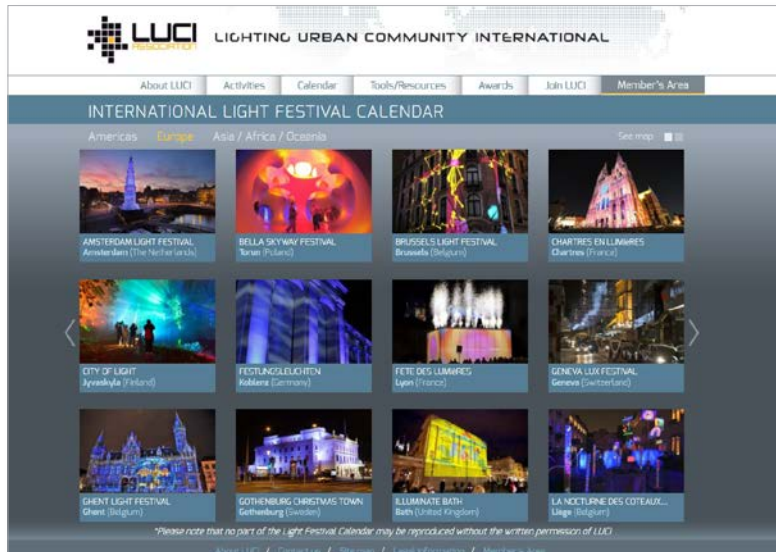 LUCI
ASSOCIATION
LIGHTING URBAN COMMUNITY INTERNATIONAL
About LUCI Activities Calendar Tools/Resources Awards Join LUCI Member's Area
INTERNATIONAL LIGHT FESTIVAL CALENDAR
Americas Europe Asia / Africa / Oceania See map
AMSTERDAM LIGHT FESTIVAL
Amsterdam (The Netherlands)
BELLA SKYWAY FESTIVAL
Torun (Poland)
BRUSSELS LIGHT FESTIVAL
Brussels (Belgium)
CHARTRES EN LUMIèRES
Chartres (France)
CITY OF LIGHT
Jyvaskyla (Finland)
FESTUNGSLEUCHTEN
Koblenz (Germany)
FETE DES LUMIèRES
Lyon (France)
GENEVA LUX FESTIVAL
Geneva (Switzerland)
GHENT LIGHT FESTIVAL
Ghent (Belgium)
GOTHENBURG CHRISTMAS TOWN
Gothenburg (Sweden)
ILLUMINATE BATH
Bath (United Kingdom)
LA NOCTURNE DES COTEAUX...
Liège (Belgium)
*Please note that no part of the Light Festival Calendar may be reproduced without the written permission of LUCI
About LUCI / Contact us / Site map / Legal information / Member's Area